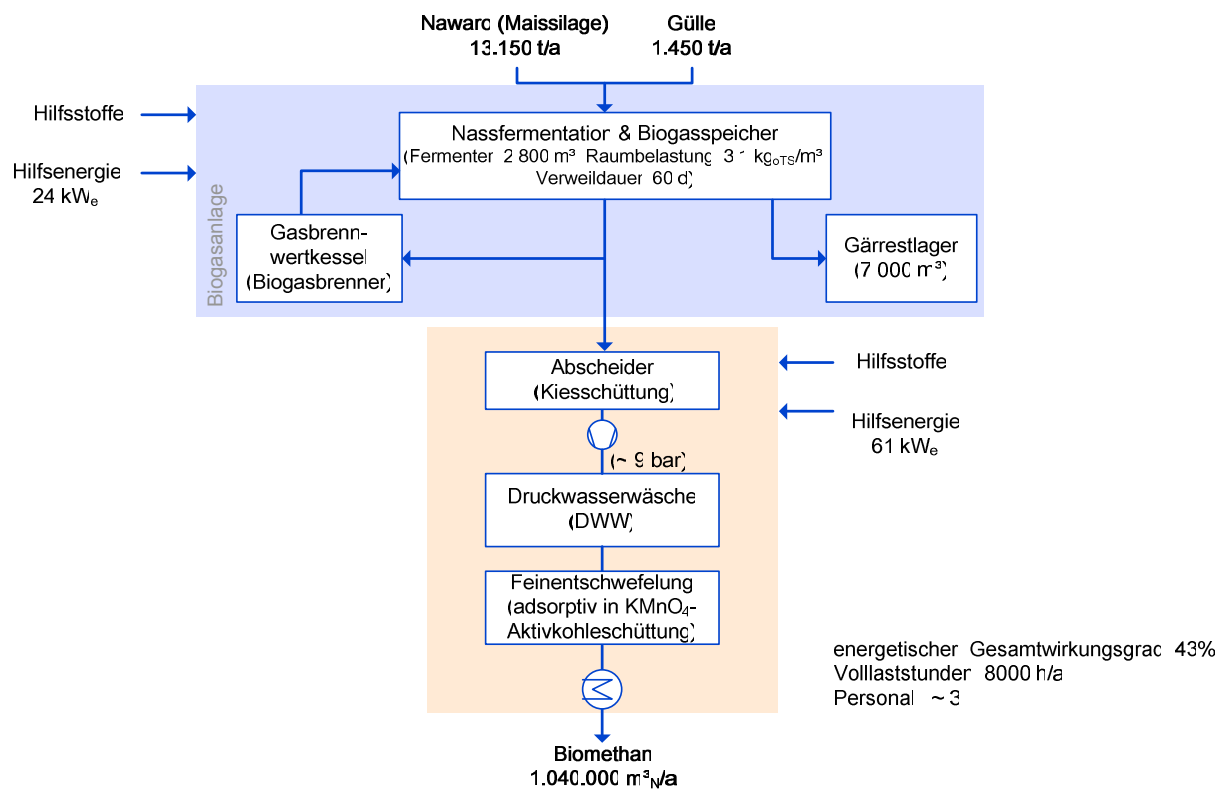 Nawaro (Maissilage)
13.150 t/a
Gülle
1.450 t/a
Hilfsstoffe
Hilfsenergie
24 kWₑ
Biogasanlage
Nassfermentation & Biogasspeicher
(Fermenter 2 800 m³ Raumbelastung 3 1 kgₒTS/m³
Verweildauer 60 d)
Gasbrenn-
wertkessel
(Biogasbrenner)
Gärrestlager
(7 000 m³)
Abscheider
(Kiesschüttung)
Hilfsstoffe
Hilfsenergie
61 kWₑ
(~ 9 bar)
Druckwasserwäsche
(DWW)
Feinentschwefelung
(adsorptiv in KMnO₄-
Aktivkohleschüttung)
energetischer Gesamtwirkungsgrad 43%
Volllaststunden 8000 h/a
Personal ~ 3
Biomethan
1.040.000 m³N/a